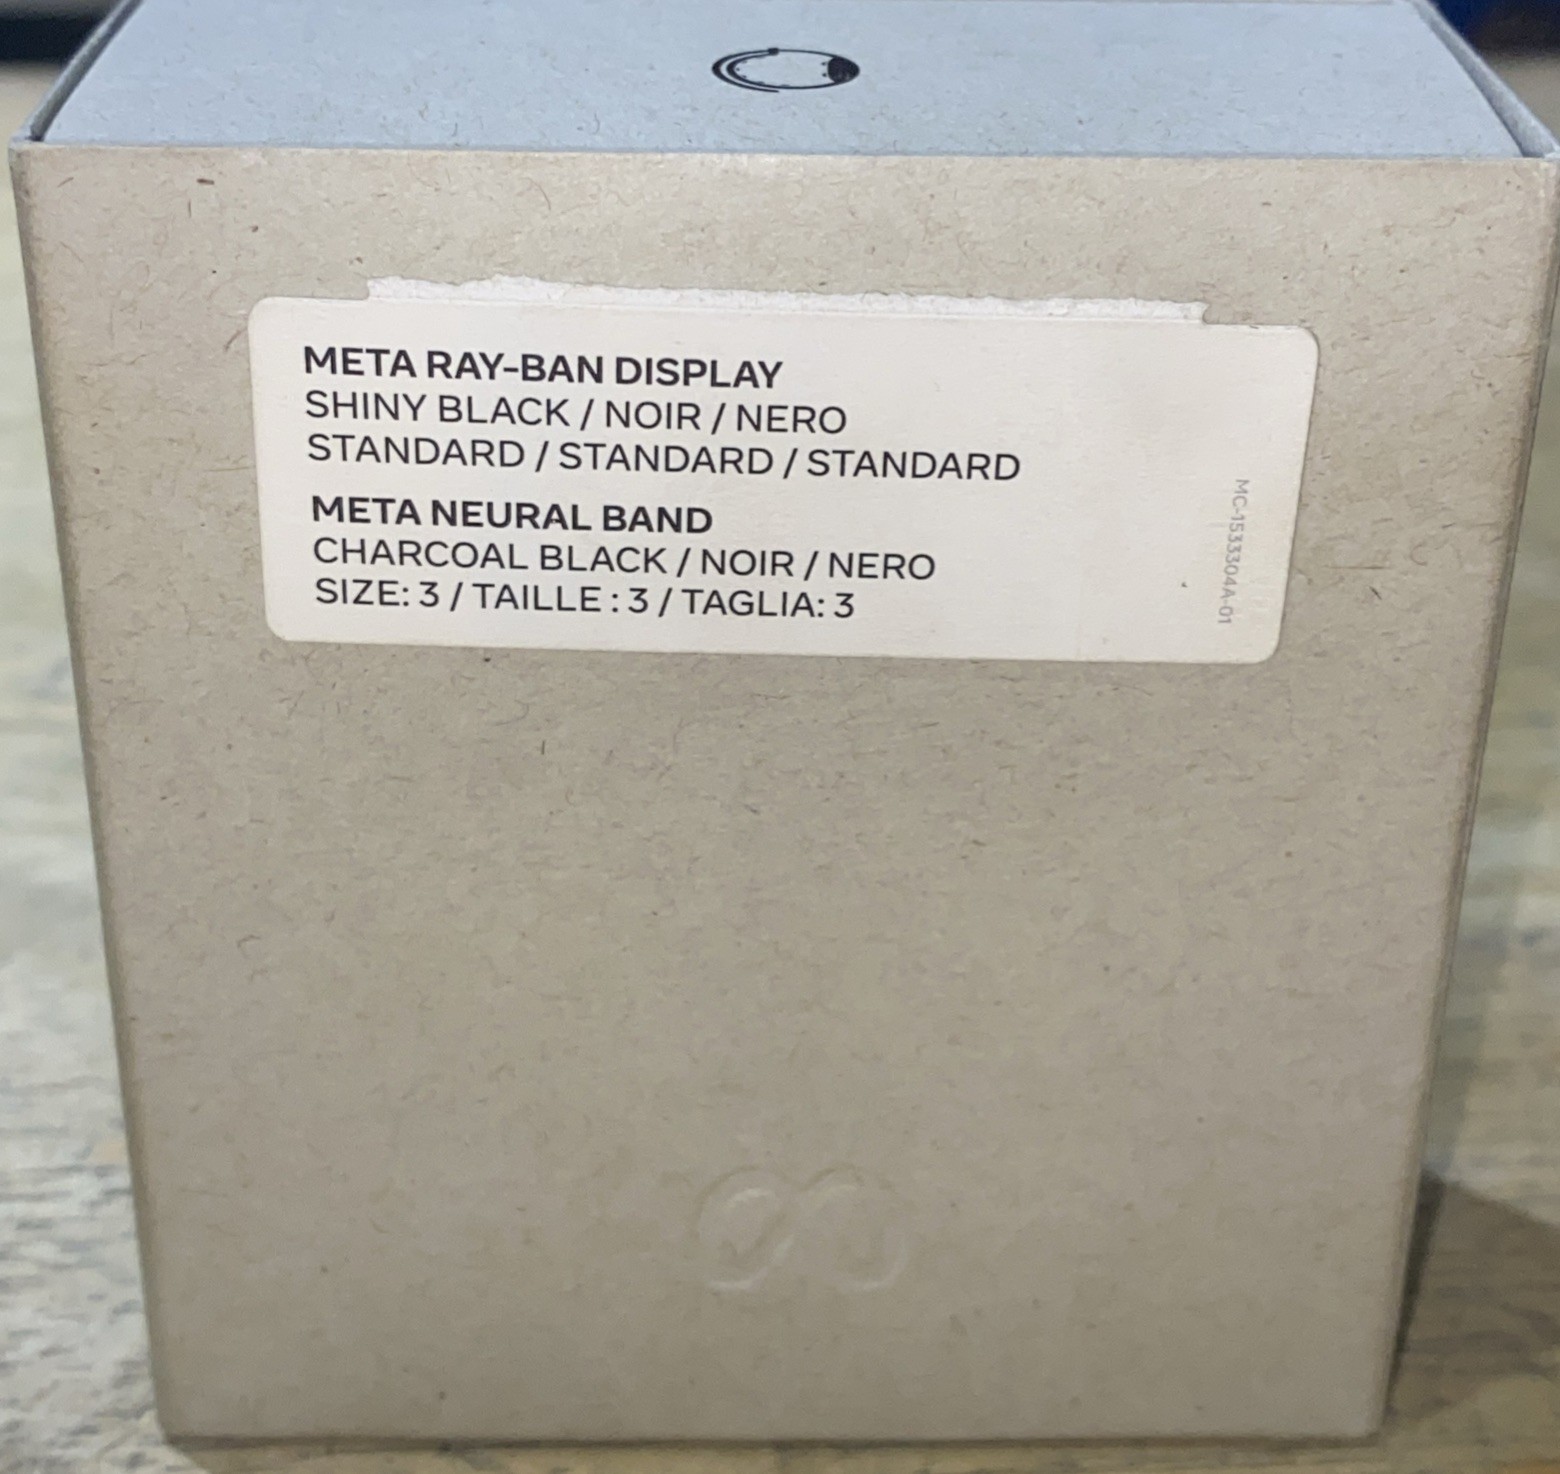 META RAY-BAN DISPLAY
SHINY BLACK / NOIR / NERO
STANDARD / STANDARD / STANDARD
META NEURAL BAND
CHARCOAL BLACK / NOIR / NERO
SIZE: 3 / TAILLE : 3 / TAGLIA: 3
MC-1533304A-01